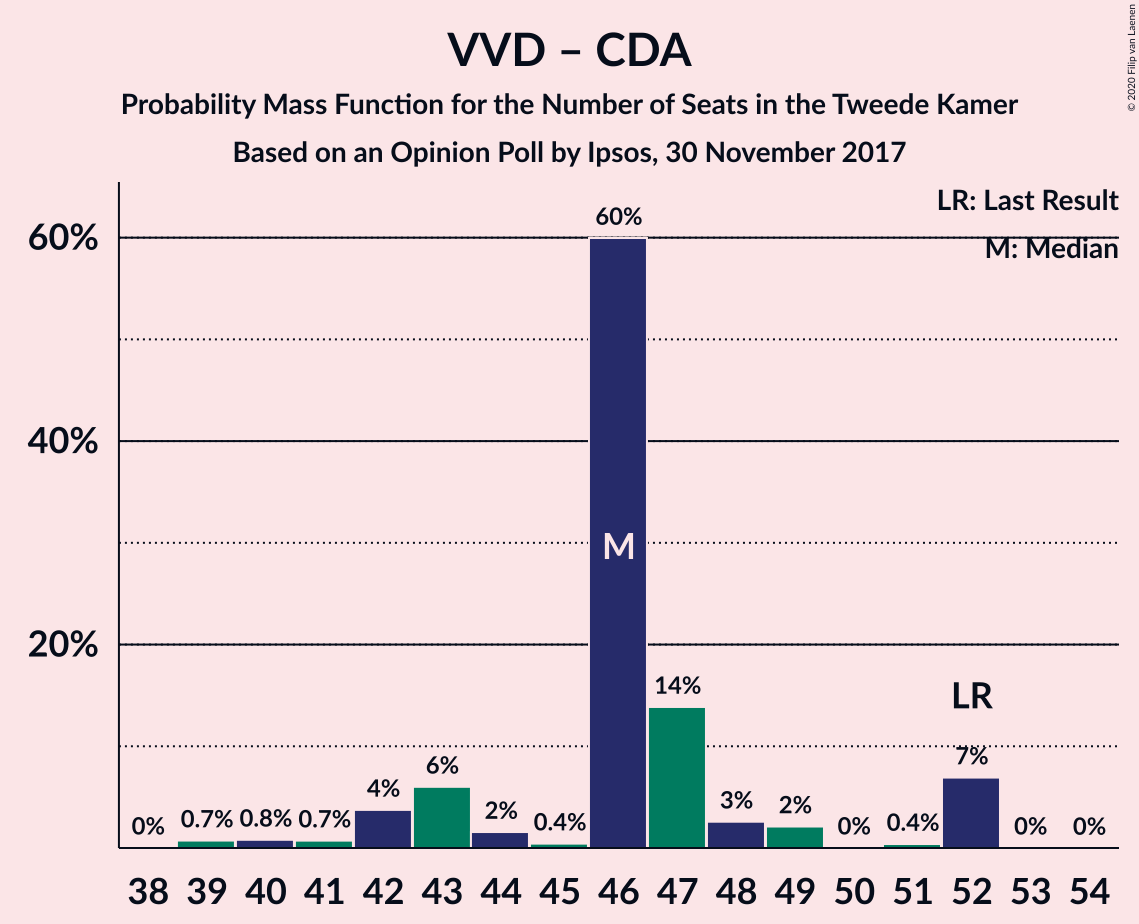 VVD – CDA
Probability Mass Function for the Number of Seats in the Tweede Kamer
Based on an Opinion Poll by Ipsos, 30 November 2017
© 2020 Filip van Laenen
LR: Last Result
M: Median
60%
40%
20%
0%
0.7%
0.8%
0.7%
4%
6%
2%
0.4%
60%
14%
3%
2%
0%
0.4%
7%
0%
0%
M
LR
38 39 40 41 42 43 44 45 46 47 48 49 50 51 52 53 54